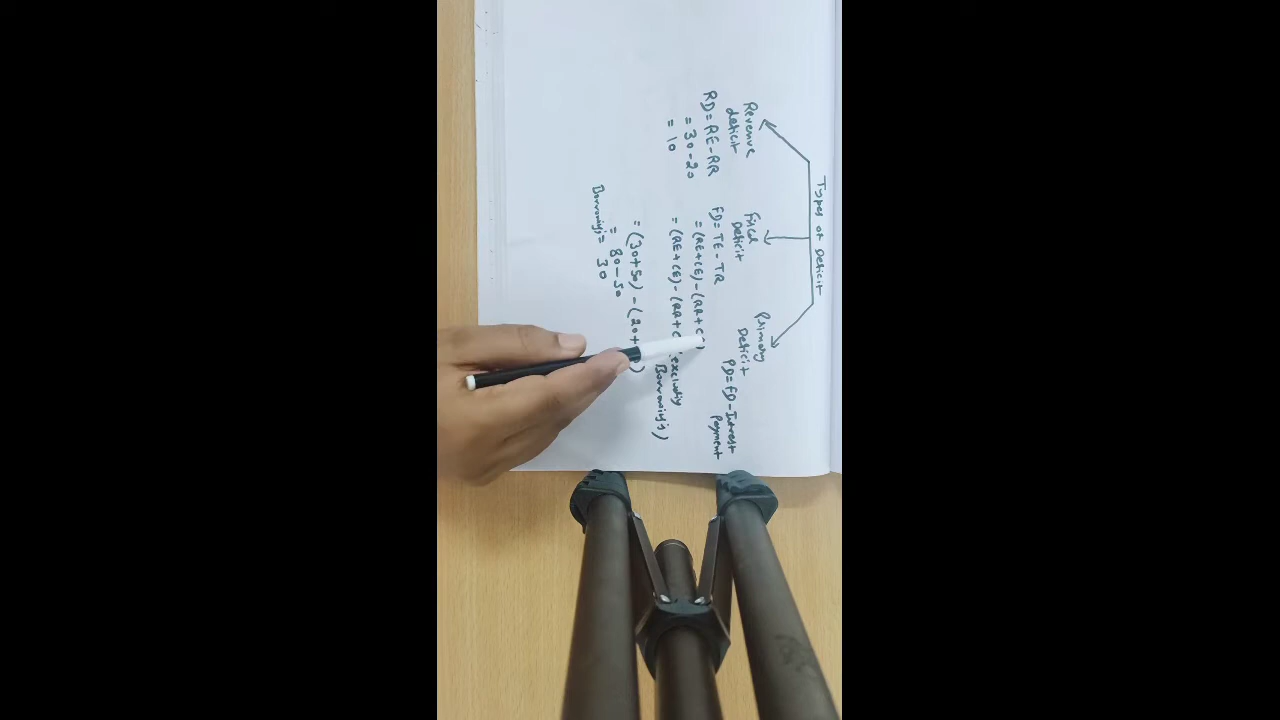 Types of Deficit
Revenue
deficit
RD = RE - RR
= 30 - 20
= 10
Fiscal
Deficit
FD = TE - TR
= (RE + CE) - (RR + C
= (RE + CE) - (RR + C excluding
Borrowings)
= (30 + 50) - (20 +
= 80 - 50
Borrowings = 30
Primary
Deficit
PD = FD - Interest
Payment